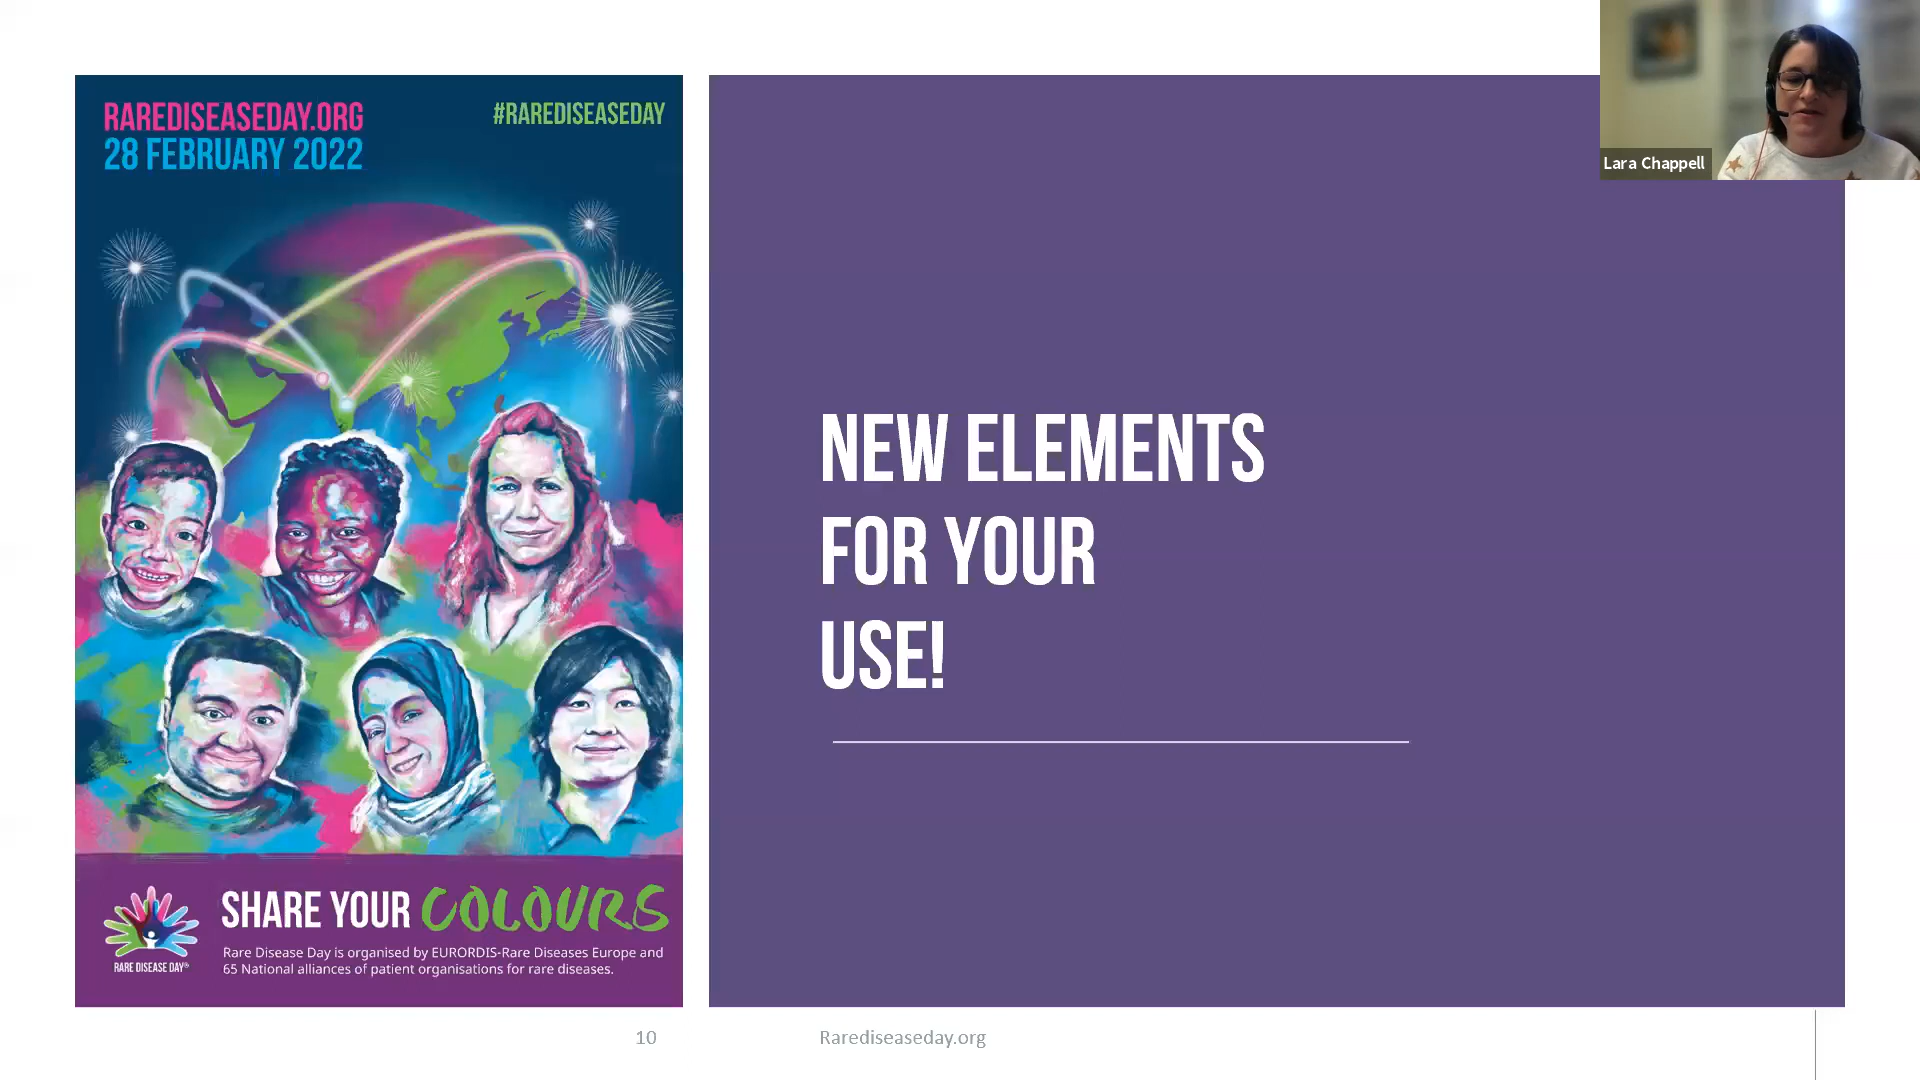 RAREDISEASEDAY.ORG
28 FEBRUARY 2022
#RAREDISEASEDAY
SHARE YOUR COLOURS
Rare Disease Day is organised by EURORDIS-Rare Diseases Europe and
65 National alliances of patient organisations for rare diseases.
RARE DISEASE DAY®
NEW ELEMENTS
FOR YOUR
USE!
Lara Chappell
10
Rarediseaseday.org